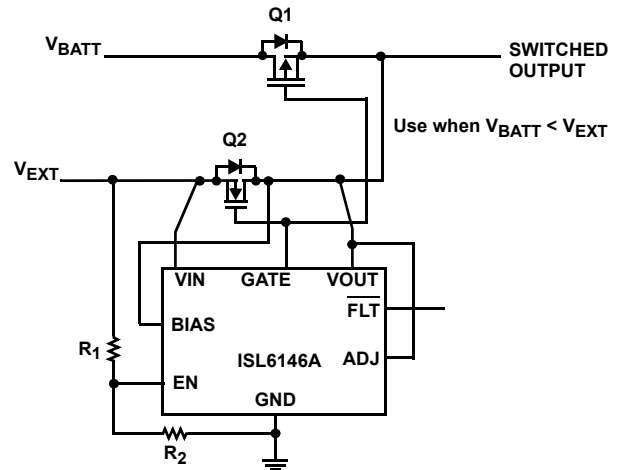 Q1
VBATT
SWITCHED
OUTPUT
Use when VBATT < VEXT
Q2
VEXT
VIN GATE VOUT
FLT
BIAS
R1
ISL6146A
ADJ
EN
GND
R2